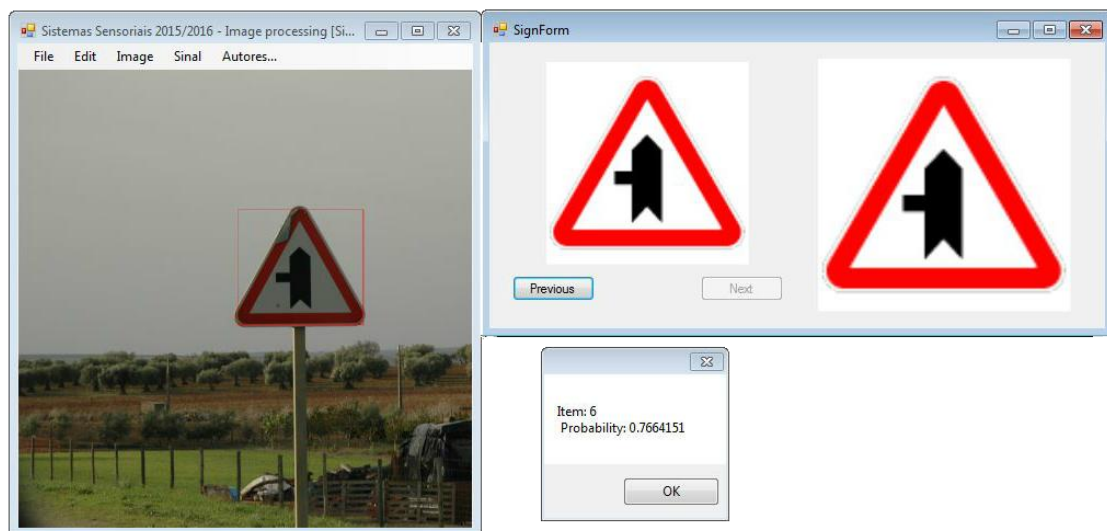 Sistemas Sensoriais 2015/2016 - Image processing [Si...
File Edit Image Sinal Autores...
SignForm
Previous
Next
Item: 6
Probability: 0.7664151
OK